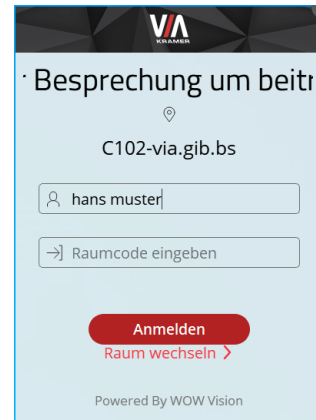 VIA
KRAMER
Besprechung um beitr
C102-via.gib.bs
hans muster
Raumcode eingeben
Anmelden
Raum wechseln
Powered By WOW Vision